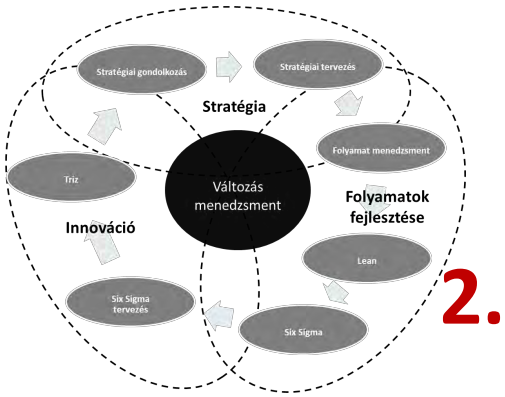 Stratégiai gondolkozás
Stratégiai tervezés
Stratégia
Folyamat menedzsment
Triz
Változás
menedzsment
Folyamatok
fejlesztése
Innováció
Lean
Six Sigma
tervezés
Six Sigma
2.